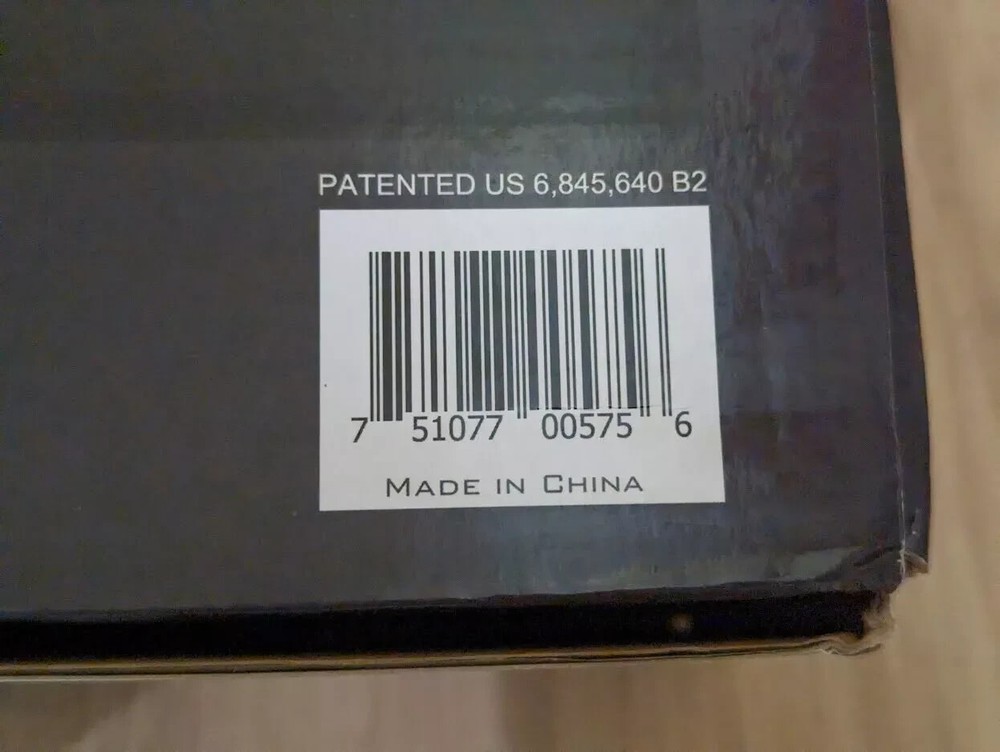 PATENTED US 6,845,640 B2
7 51077 00575 6
MADE IN CHINA